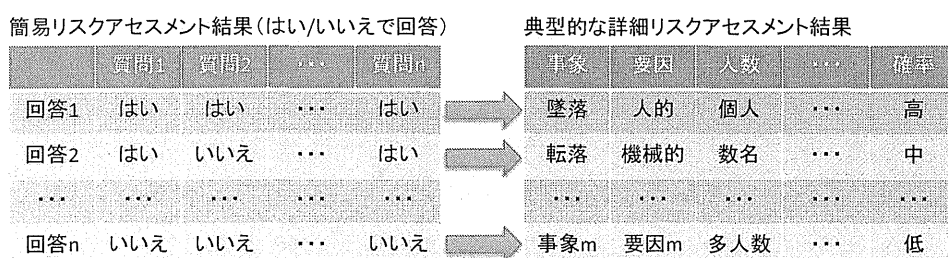 簡易リスクアセスメント結果(はい/いいえで回答) 典型的な詳細リスクアセスメント結果
質問1 質問2 ・・・ 質問n 事象 要因 人数 ・・・ 確率
回答1 はい はい ・・・ はい 墜落 人的 個人 ・・・ 高
回答2 はい いいえ ・・・ はい 転落 機械的 数名 ・・・ 中
・・・ ・・・ ・・・ ・・・ ・・・ ・・・ ・・・ ・・・ ・・・ ・・・
回答n いいえ いいえ ・・・ いいえ 事象m 要因m 多人数 ・・・ 低